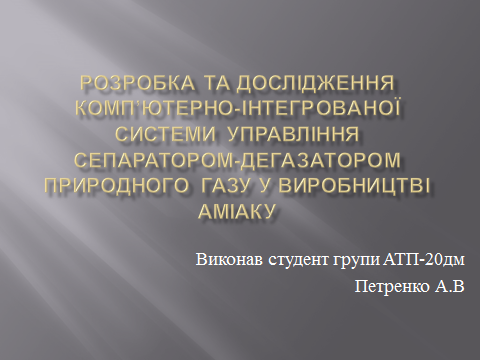 РОЗРОБКА ТА ДОСЛІДЖЕННЯ
КОМП'ЮТЕРНО-ІНТЕГРОВАНОЇ
СИСТЕМИ УПРАВЛІННЯ
СЕПАРАТОРОМ-ДЕГАЗАТОРОМ
ПРИРОДНОГО ГАЗУ У ВИРОБНИЦТВІ
АМІАКУ
Виконав студент групи АТП-20дм
Петренко А.В